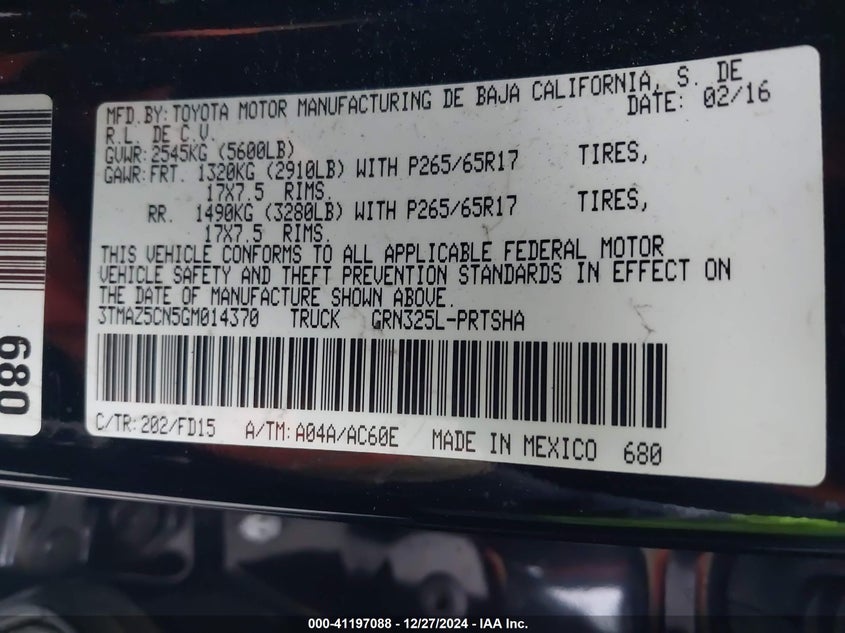 MFD.BY:TOYOTA MOTOR MANUFACTURING DE BAJA CALIFORNIA, S. DE
R.L. DE C.V. DATE: 02/16
GVWR:2545KG (5600LB)
GAWR:FRT. 1320KG (2910LB) WITH P265/65R17 TIRES,
17X7.5 RIMS.
RR. 1490KG (3280LB) WITH P265/65R17 TIRES,
17X7.5 RIMS.
THIS VEHICLE CONFORMS TO ALL APPLICABLE FEDERAL MOTOR
VEHICLE SAFETY AND THEFT PREVENTION STANDARDS IN EFFECT ON
THE DATE OF MANUFACTURE SHOWN ABOVE.
3TMAZ5CN5GM014370 TRUCK GRN325L-PRTSHA
C/TR:202/FD15 A/TM:A04A/AC60E MADE IN MEXICO 680
680
000-41197088 - 12/27/2024 - IAA Inc.